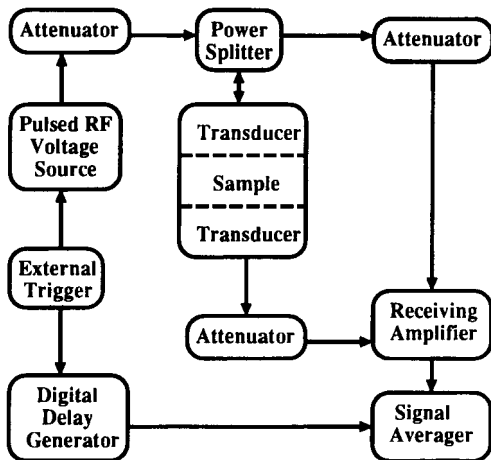 Attenuator
Power
Splitter
Attenuator
Pulsed RF
Voltage
Source
Transducer
Sample
Transducer
External
Trigger
Attenuator
Receiving
Amplifier
Digital
Delay
Generator
Signal
Averager